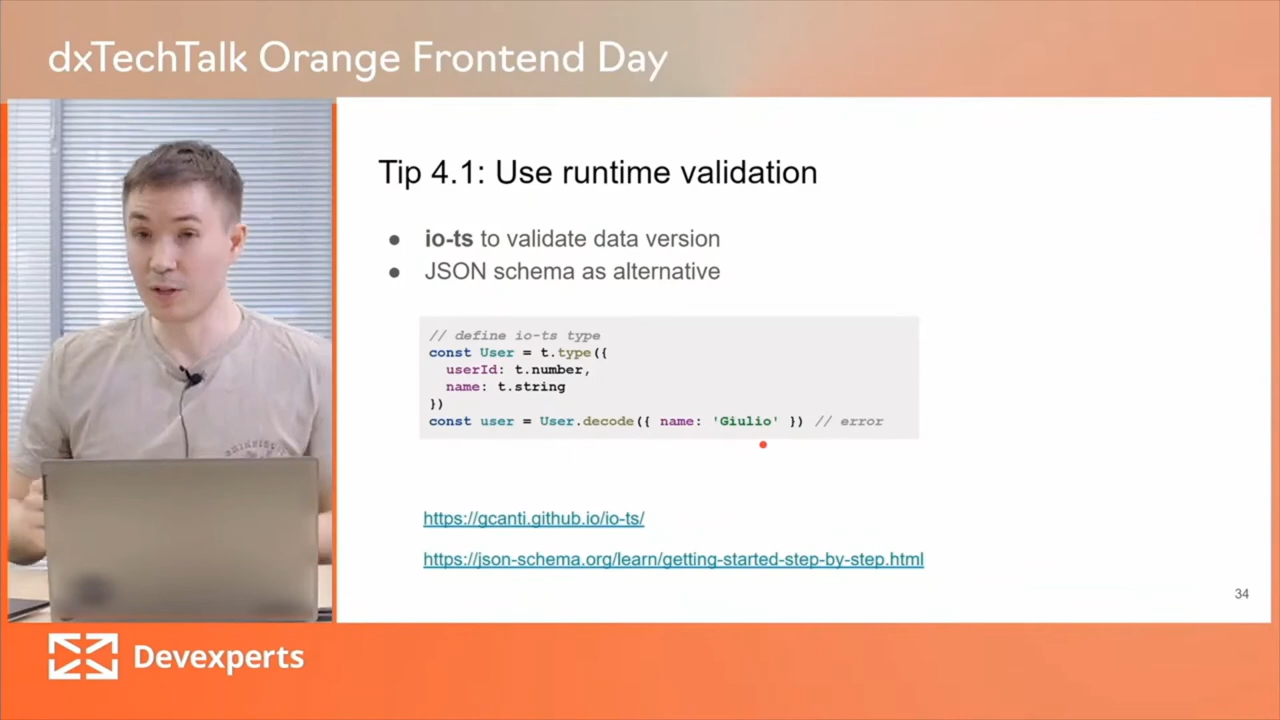 dxTechTalk Orange Frontend Day
Tip 4.1: Use runtime validation
● io-ts to validate data version
● JSON schema as alternative
// define io-ts type
const User = t.type({
userId: t.number,
name: t.string
})
const user = User.decode({ name: 'Giulio' }) // error
https://gcanti.github.io/io-ts/
https://json-schema.org/learn/getting-started-step-by-step.html
34
Devexperts